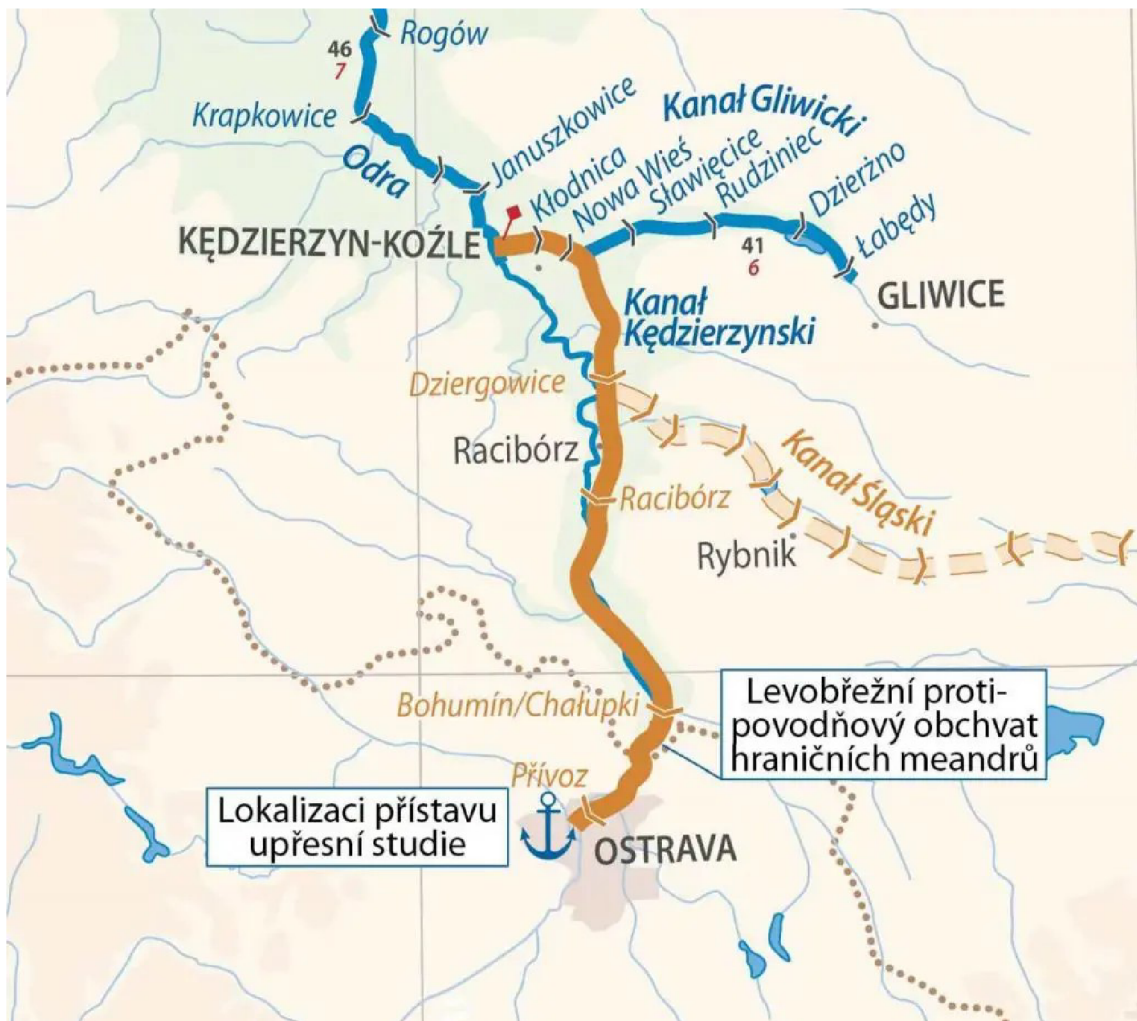 Rogów
46
7
Krapkowice
Odra
Januszkowice
Kanał Gliwicki
Kłodnica
Nowa Wieś
Sławięcice
Rudziniec
Dzierżno
Łabędy
41
6
KĘDZIERZYN-KOŹLE
GLIWICE
Kanał
Kędzierzynski
Dziergowice
Racibórz
Racibórz
Kanał Śląski
Rybnik
Bohumín/Chałupki
Levobřežní proti-
povodňový obchvat
hraničních meandrů
Přívoz
Lokalizaci přístavu
upřesní studie
OSTRAVA